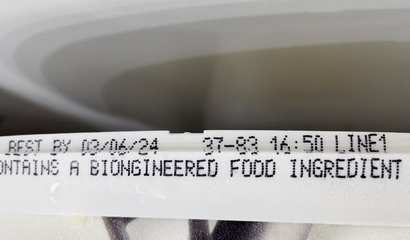 BEST BY 03/06/24 37-83 16:50 LINE1
ONTAINS A BIONGINEERED FOOD INGREDIENT